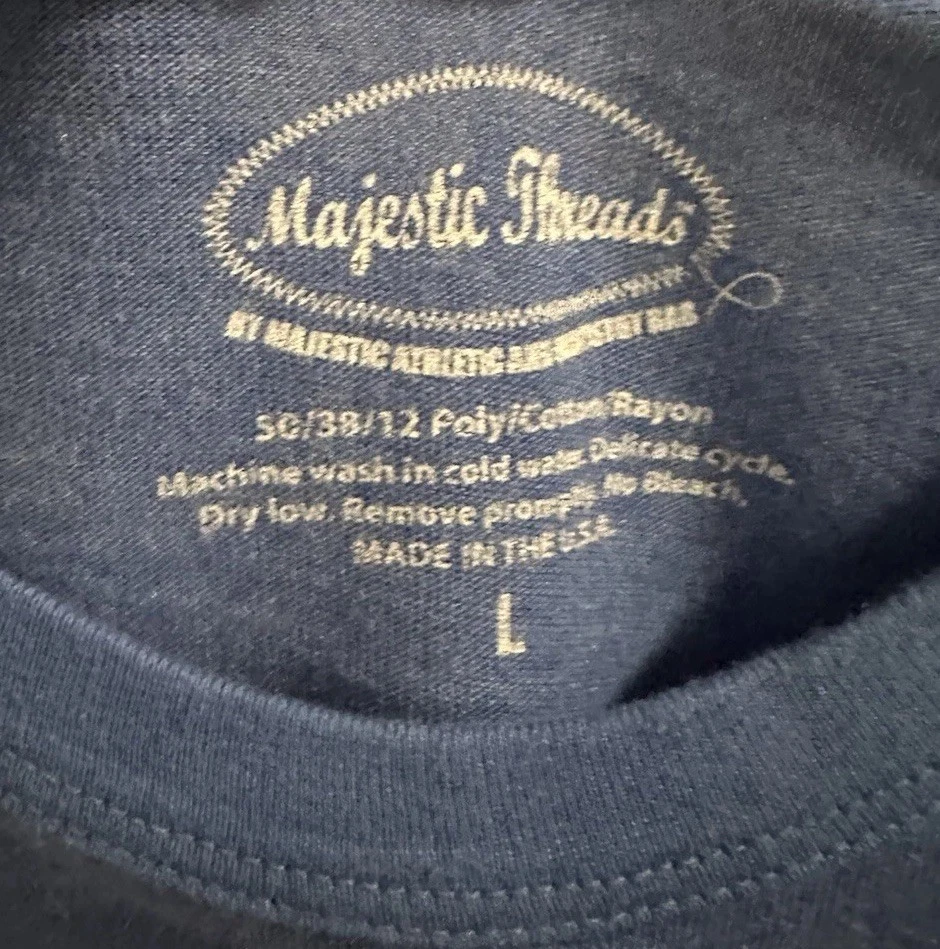 Majestic Threads
BY MAJESTIC ATHLETIC
50/38/12 Poly/Cotton/Rayon
Machine wash in cold water. Delicate cycle.
Dry low. Remove promptly. No Bleach.
MADE IN THE USA
L